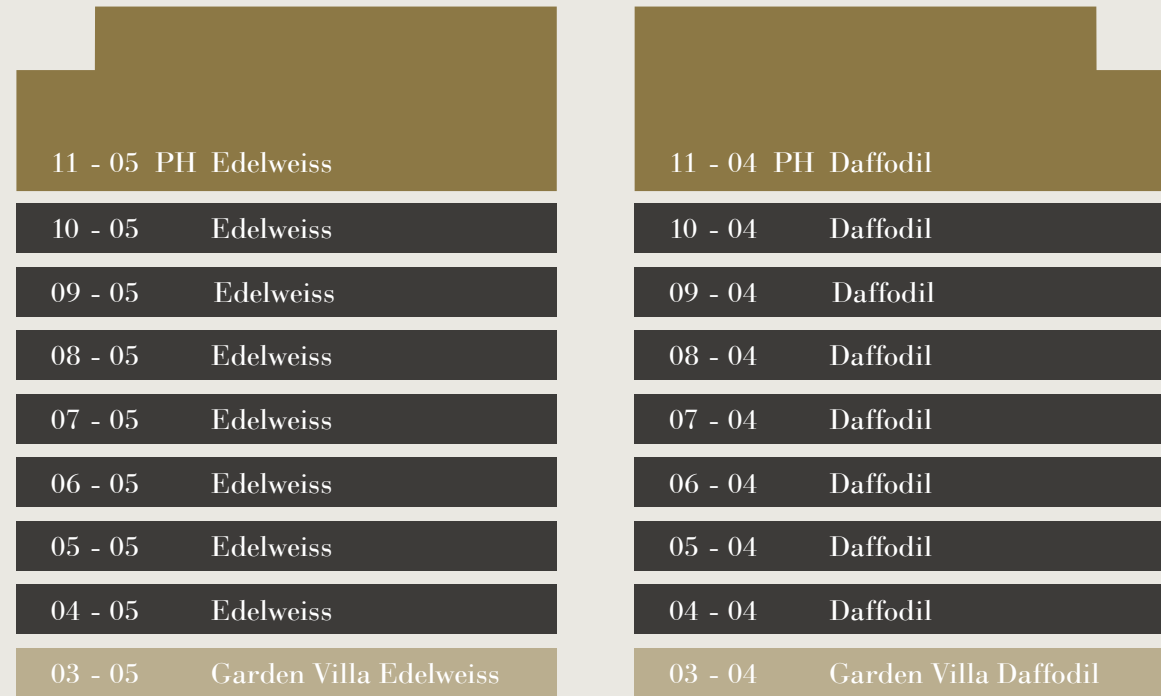 11 - 05 PH Edelweiss
10 - 05 Edelweiss
09 - 05 Edelweiss
08 - 05 Edelweiss
07 - 05 Edelweiss
06 - 05 Edelweiss
05 - 05 Edelweiss
04 - 05 Edelweiss
03 - 05 Garden Villa Edelweiss
11 - 04 PH Daffodil
10 - 04 Daffodil
09 - 04 Daffodil
08 - 04 Daffodil
07 - 04 Daffodil
06 - 04 Daffodil
05 - 04 Daffodil
04 - 04 Daffodil
03 - 04 Garden Villa Daffodil